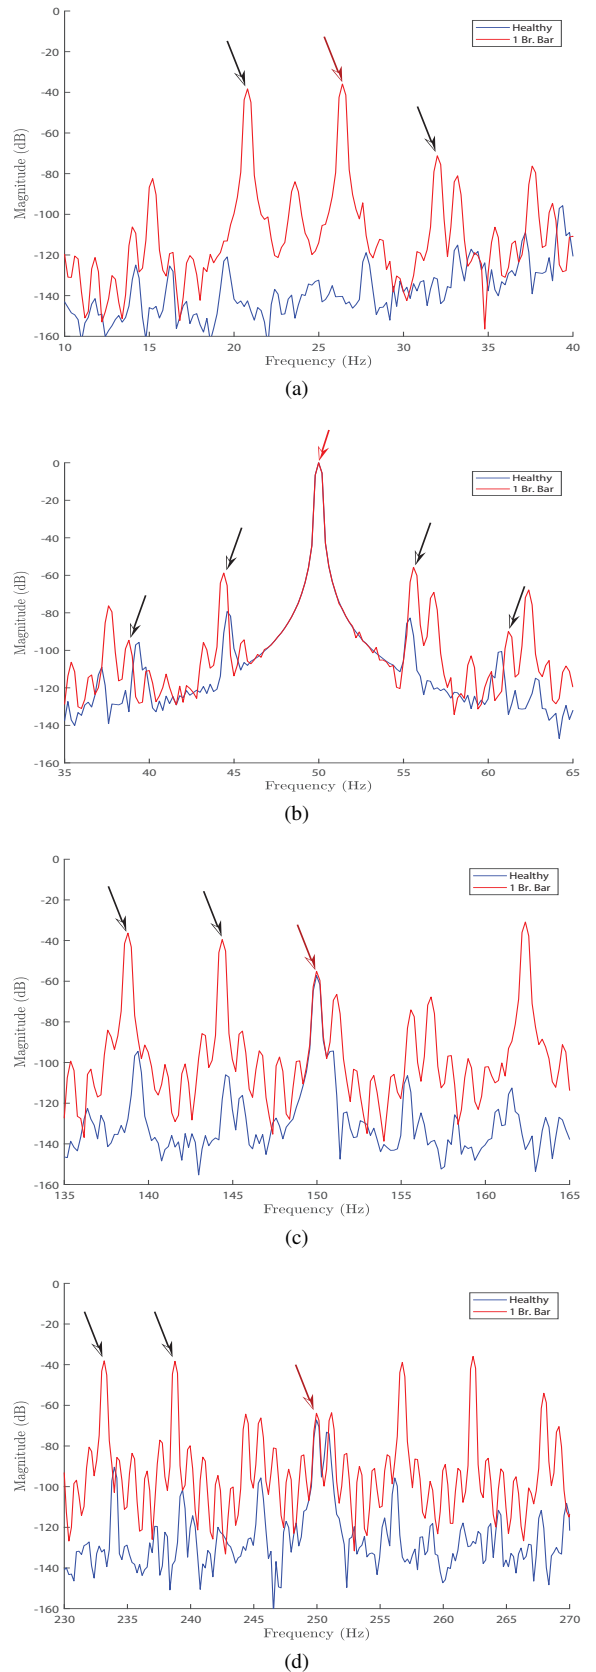 Healthy
1 Br. Bar
Magnitude (dB)
0
-20
-40
-60
-80
-100
-120
-140
-160
10 15 20 25 30 35 40
Frequency (Hz)
(a)
Healthy
1 Br. Bar
Magnitude (dB)
0
-20
-40
-60
-80
-100
-120
-140
-160
35 40 45 50 55 60 65
Frequency (Hz)
(b)
Healthy
1 Br. Bar
Magnitude (dB)
0
-20
-40
-60
-80
-100
-120
-140
-160
135 140 145 150 155 160 165
Frequency (Hz)
(c)
Healthy
1 Br. Bar
Magnitude (dB)
0
-20
-40
-60
-80
-100
-120
-140
-160
230 235 240 245 250 255 260 265 270
Frequency (Hz)
(d)